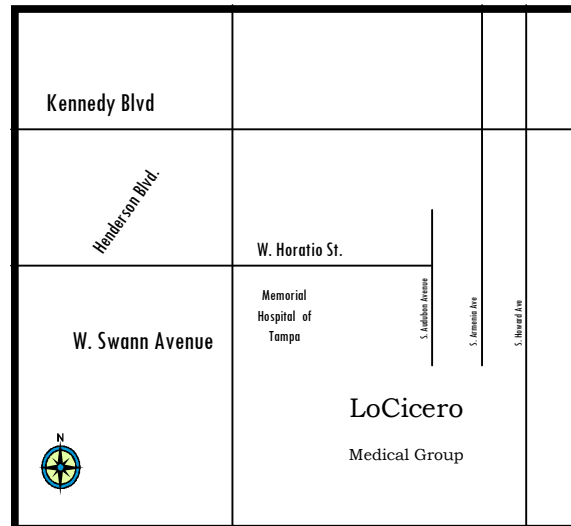 Kennedy Blvd
Henderson Blvd.
W. Horatio St.
Memorial
Hospital of
Tampa
S. Audubon Avenue
S. Armenia Ave
S. Howard Ave
W. Swann Avenue
LoCicero
Medical Group
N